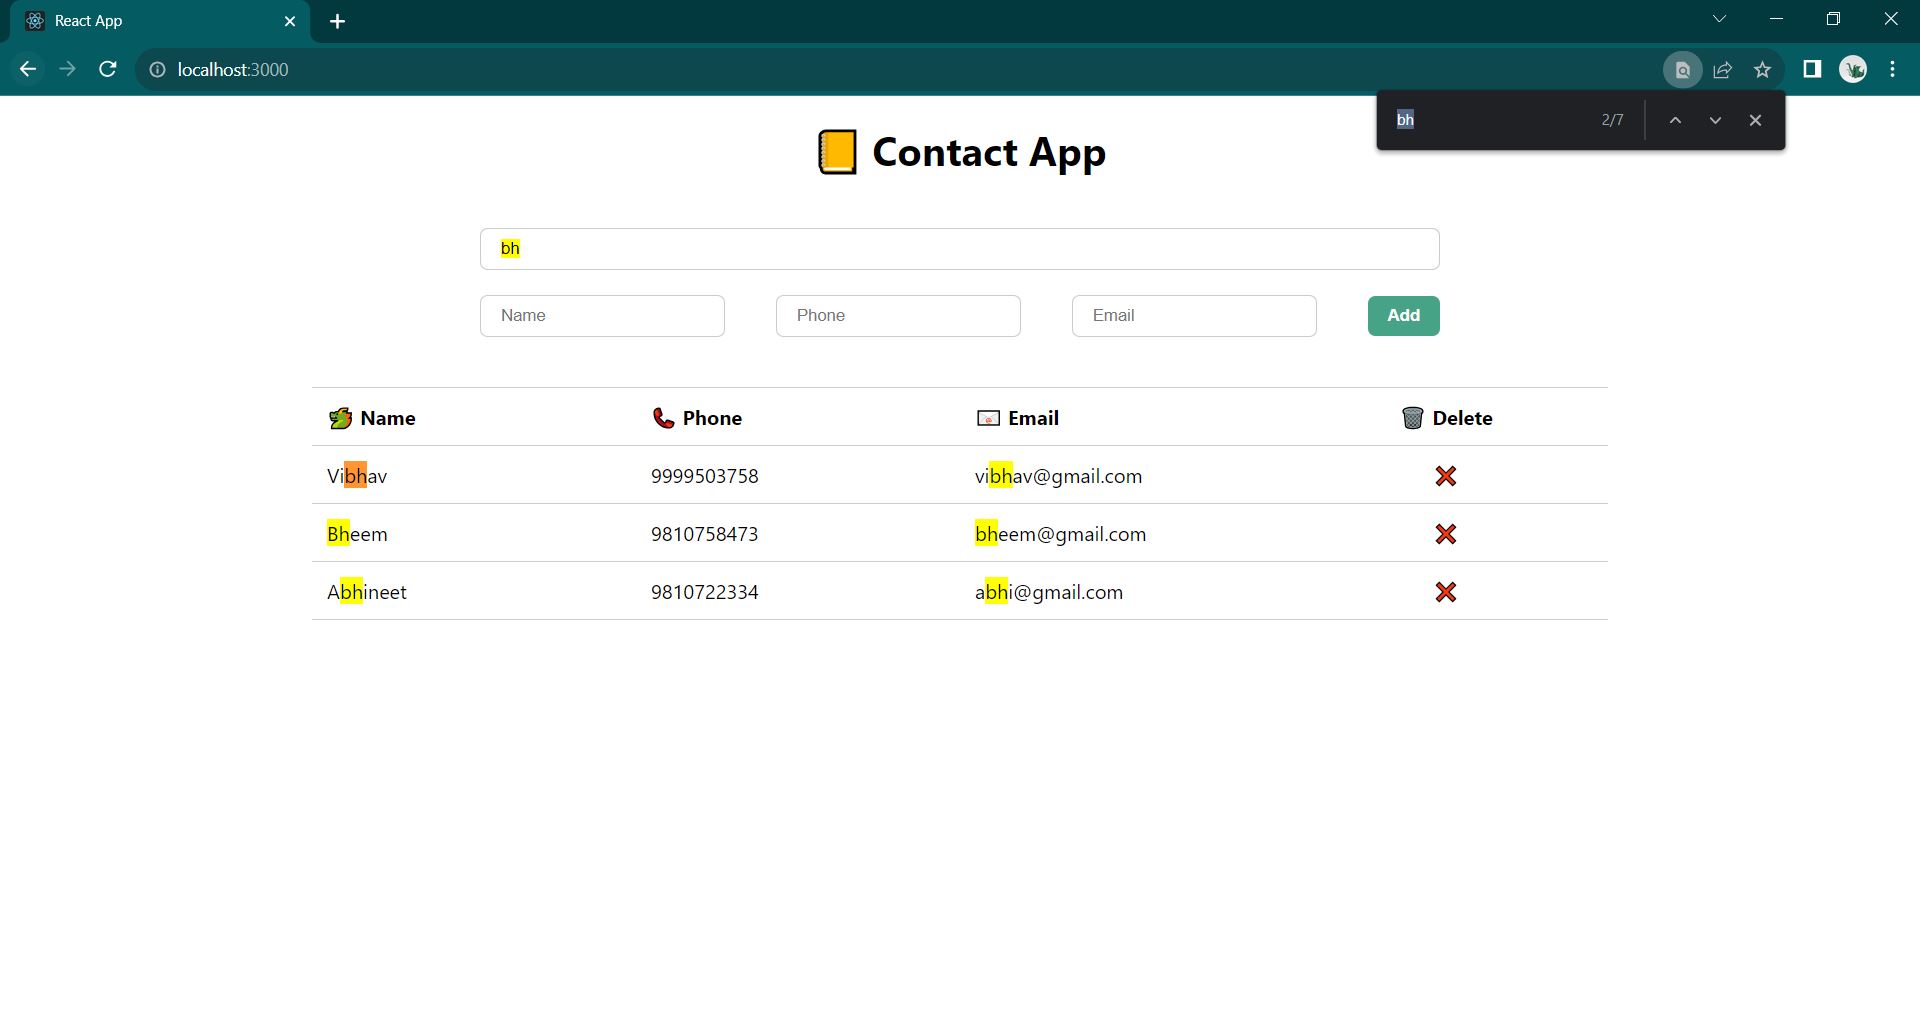 React App
localhost:3000
bh 2/7
Contact App
bh
Name Phone Email Add
Name Phone Email Delete
Vibhav 9999503758 vibhav@gmail.com
Bheem 9810758473 bheem@gmail.com
Abhineet 9810722334 abhi@gmail.com